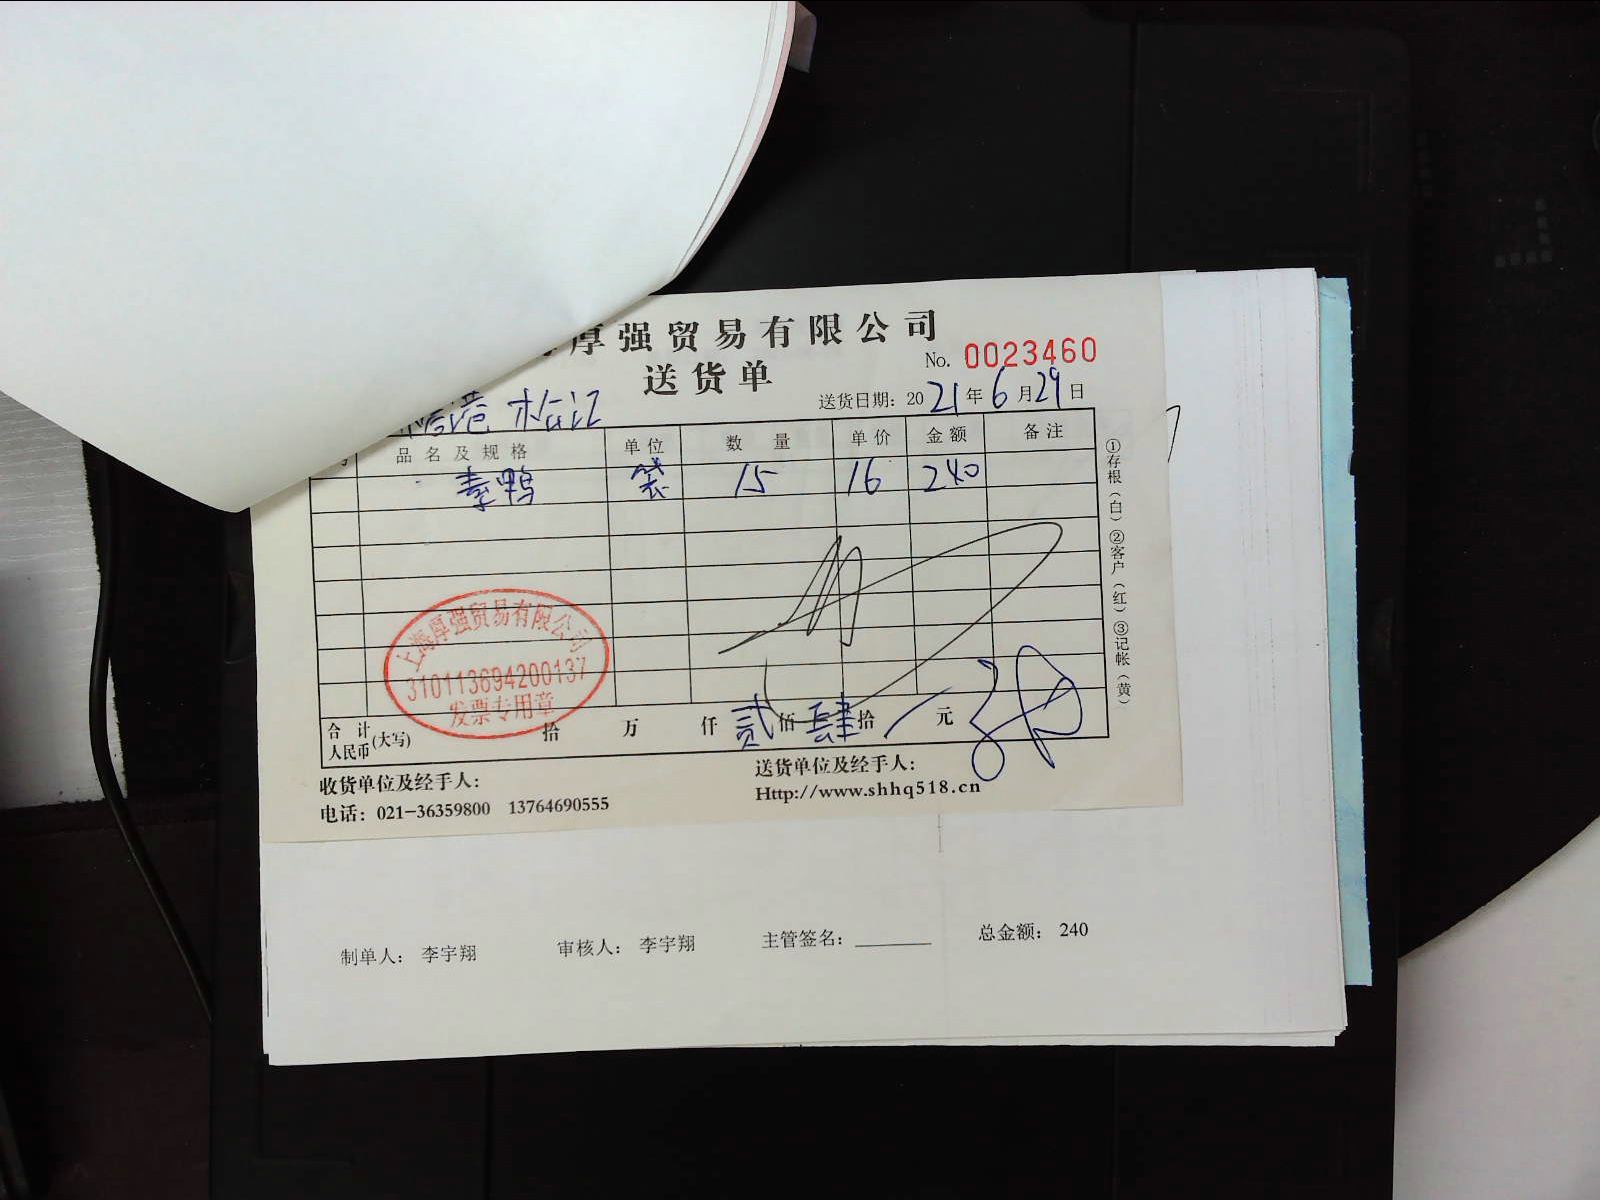 厚强贸易有限公司
No. 0023460
送货单
送货日期：2021年6月29日
品名及规格 单位 数量 单价 金额 备注
素鸭 袋 15 16 240
①存根（白）②客户（红）③记帐（黄）
上海厚强贸易有限公司
310113694200137
发票专用章
合计人民币(大写) 拾 万 仟 贰佰 肆拾 元
收货单位及经手人： 送货单位及经手人：
电话：021-36359800 13764690555 Http://www.shhq518.cn
制单人： 李宇翔 审核人： 李宇翔 主管签名： 总金额： 240